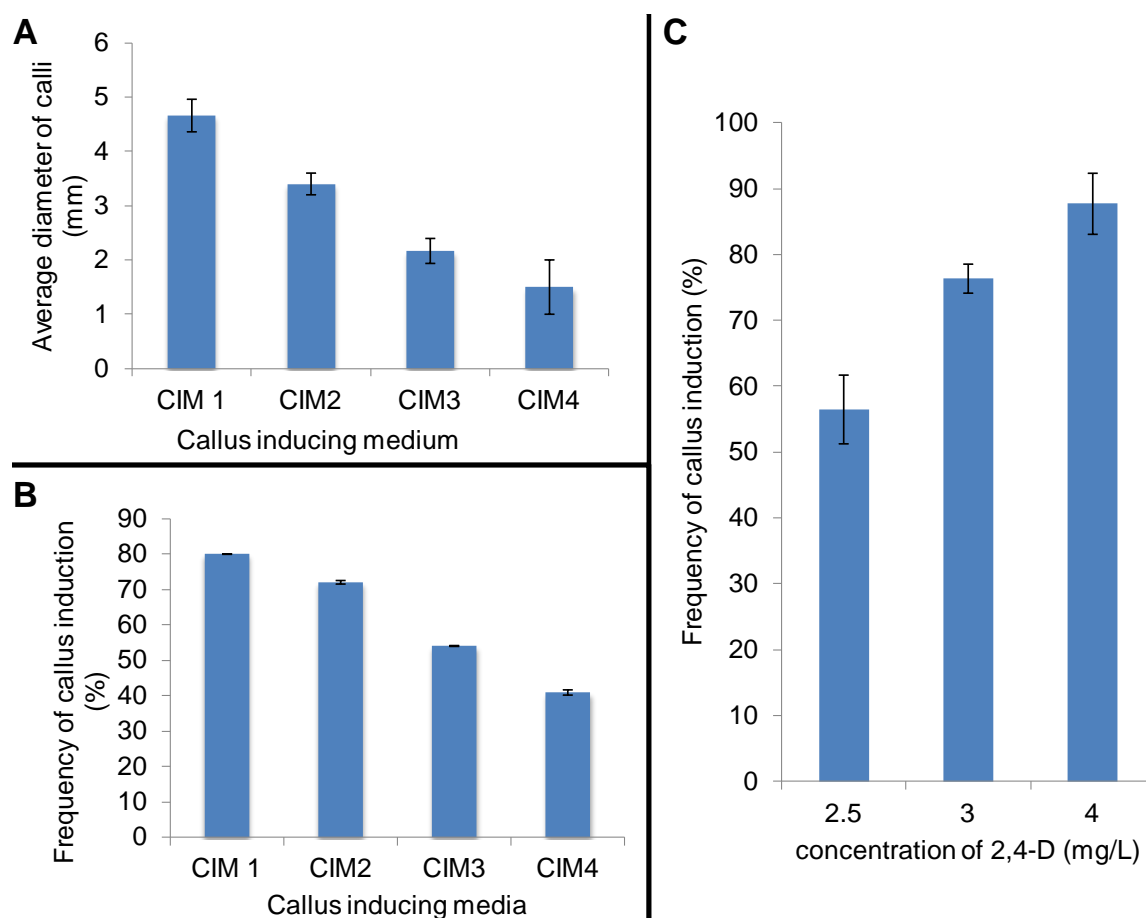 A
Average diameter of calli
(mm)
6
5
4
3
2
1
0
CIM 1 CIM2 CIM3 CIM4
Callus inducing medium
B
Frequency of callus induction
(%)
90
80
70
60
50
40
30
20
10
0
CIM 1 CIM2 CIM3 CIM4
Callus inducing media
C
Frequency of callus induction (%)
100
90
80
70
60
50
40
30
20
10
0
2.5 3 4
concentration of 2,4-D (mg/L)